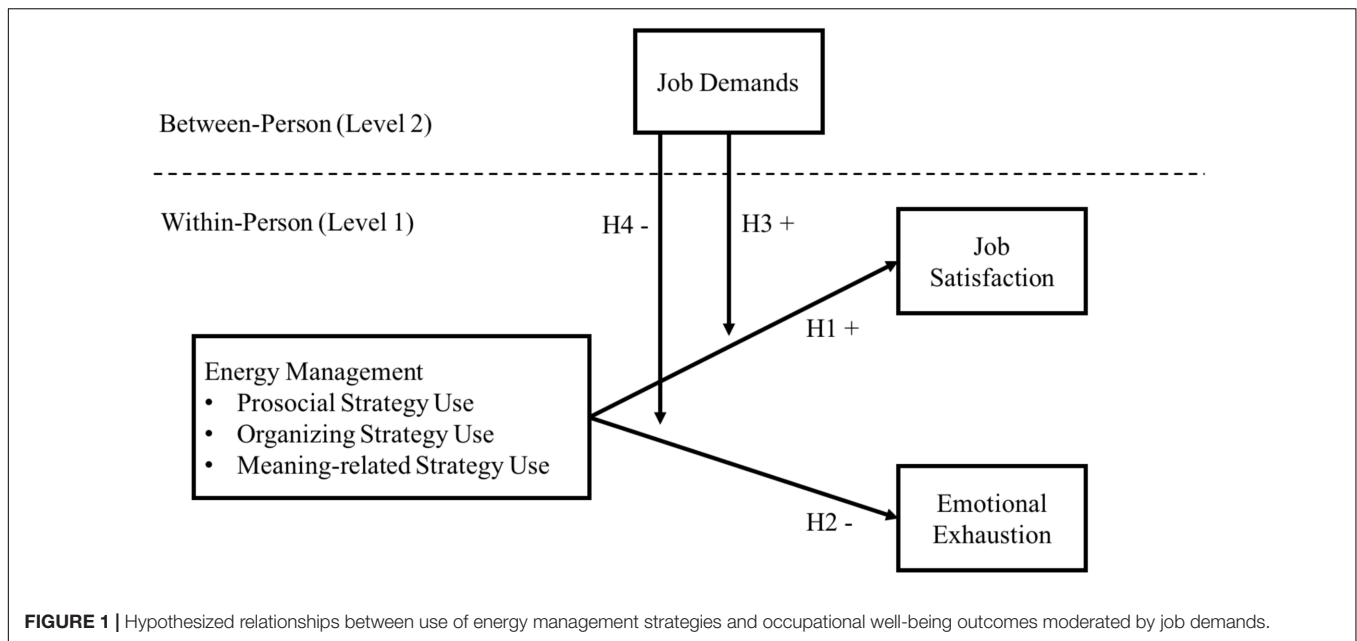 Job Demands
Between-Person (Level 2)
Within-Person (Level 1)
H4 -
H3 +
Job
Satisfaction
H1 +
Energy Management
• Prosocial Strategy Use
• Organizing Strategy Use
• Meaning-related Strategy Use
H2 -
Emotional
Exhaustion
FIGURE 1 | Hypothesized relationships between use of energy management strategies and occupational well-being outcomes moderated by job demands.